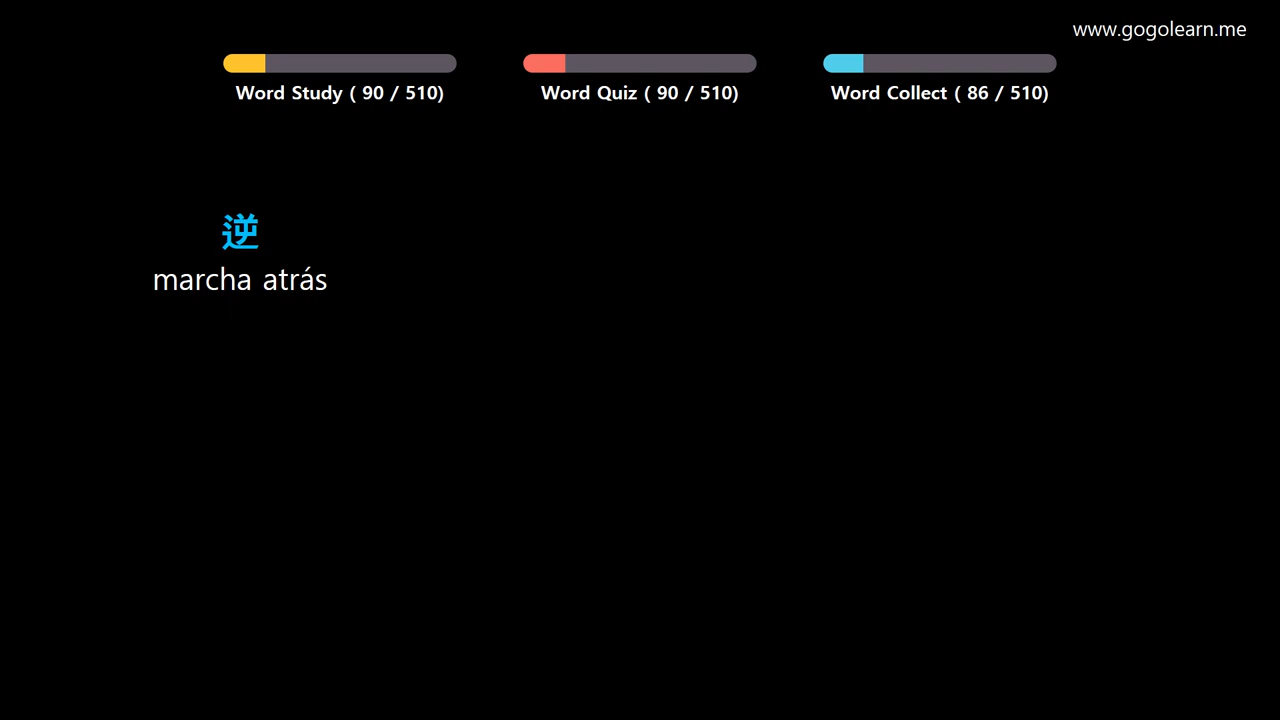 www.gogolearn.me
Word Study ( 90 / 510)
Word Quiz ( 90 / 510)
Word Collect ( 86 / 510)
逆
marcha atrás